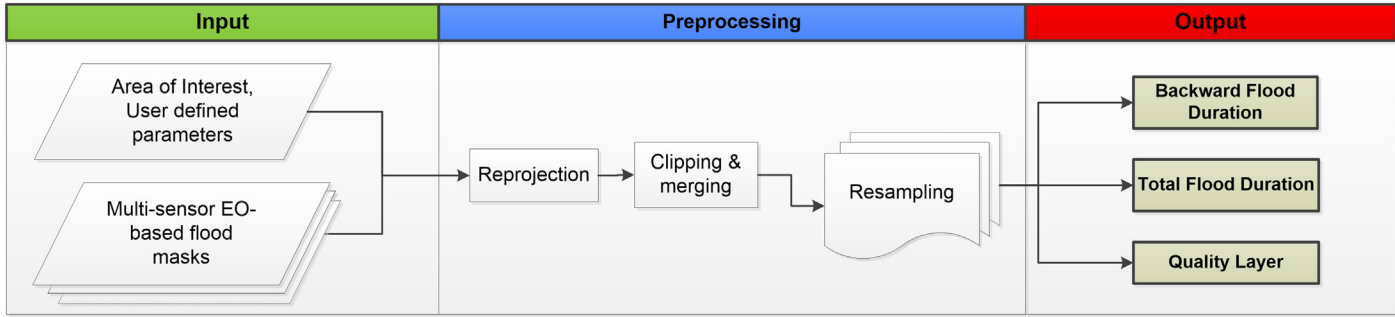 Input
Preprocessing
Output
Area of Interest,
User defined
parameters
Multi-sensor EO-
based flood
masks
Reprojection
Clipping &
merging
Resampling
Backward Flood
Duration
Total Flood Duration
Quality Layer